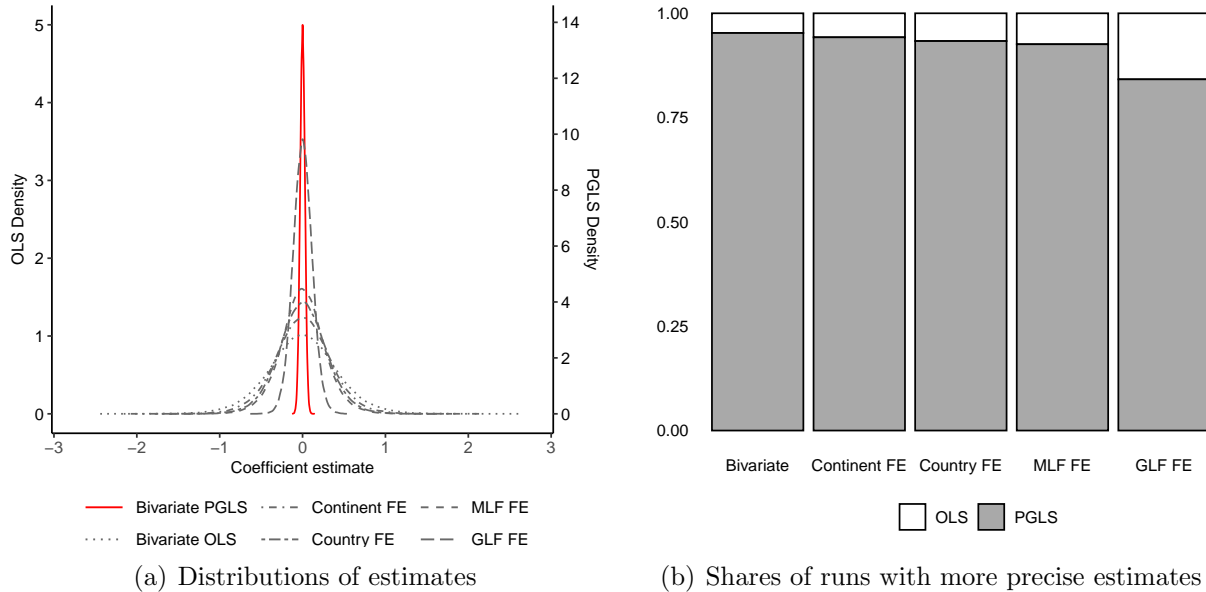 OLS Density
5
4
3
2
1
0
14
12
10
8
6
4
2
0
PGLS Density
−3 −2 −1 0 1 2 3
Coefficient estimate
Bivariate PGLS Continent FE MLF FE
Bivariate OLS Country FE GLF FE
(a) Distributions of estimates
1.00
0.75
0.50
0.25
0.00
Bivariate Continent FE Country FE MLF FE GLF FE
OLS PGLS
(b) Shares of runs with more precise estimates